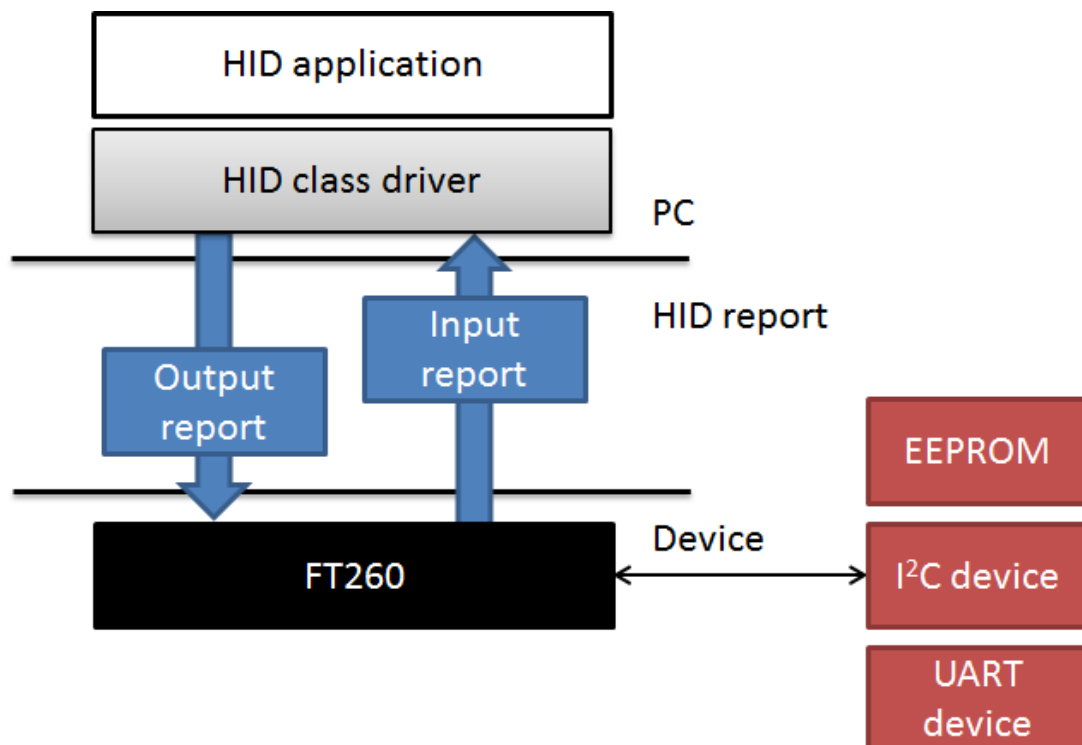 HID application
HID class driver
PC
HID report
Input
report
Output
report
EEPROM
Device
FT260
I²C device
UART
device